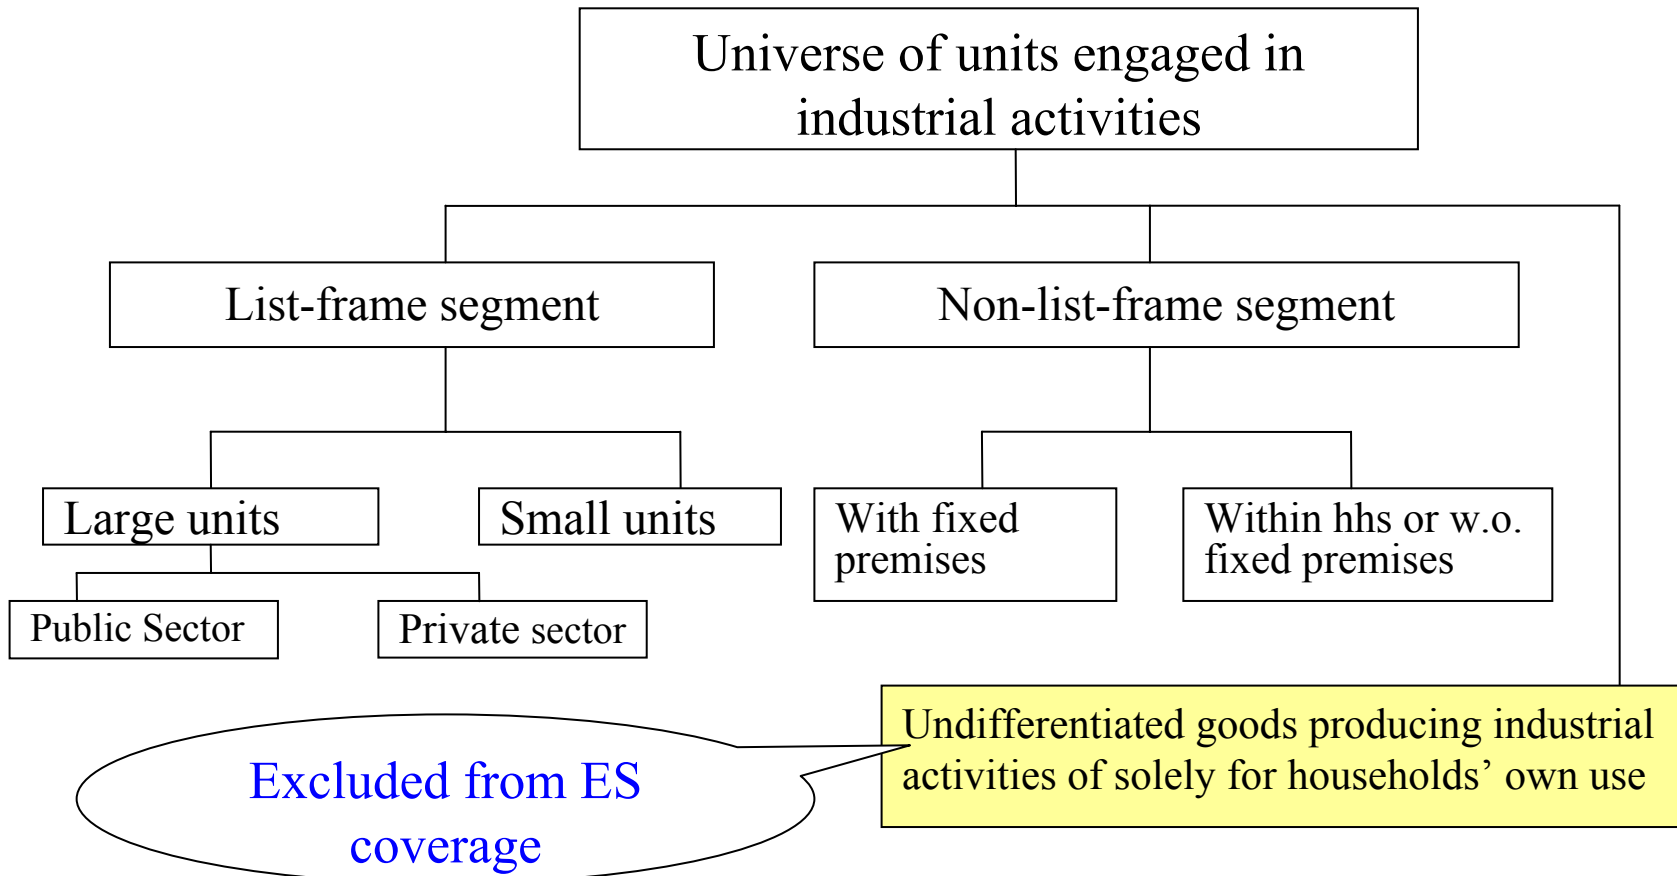 Universe of units engaged in
industrial activities
List-frame segment
Non-list-frame segment
Large units
Small units
With fixed
premises
Within hhs or w.o.
fixed premises
Public Sector
Private sector
Undifferentiated goods producing industrial
activities of solely for households’ own use
Excluded from ES
coverage